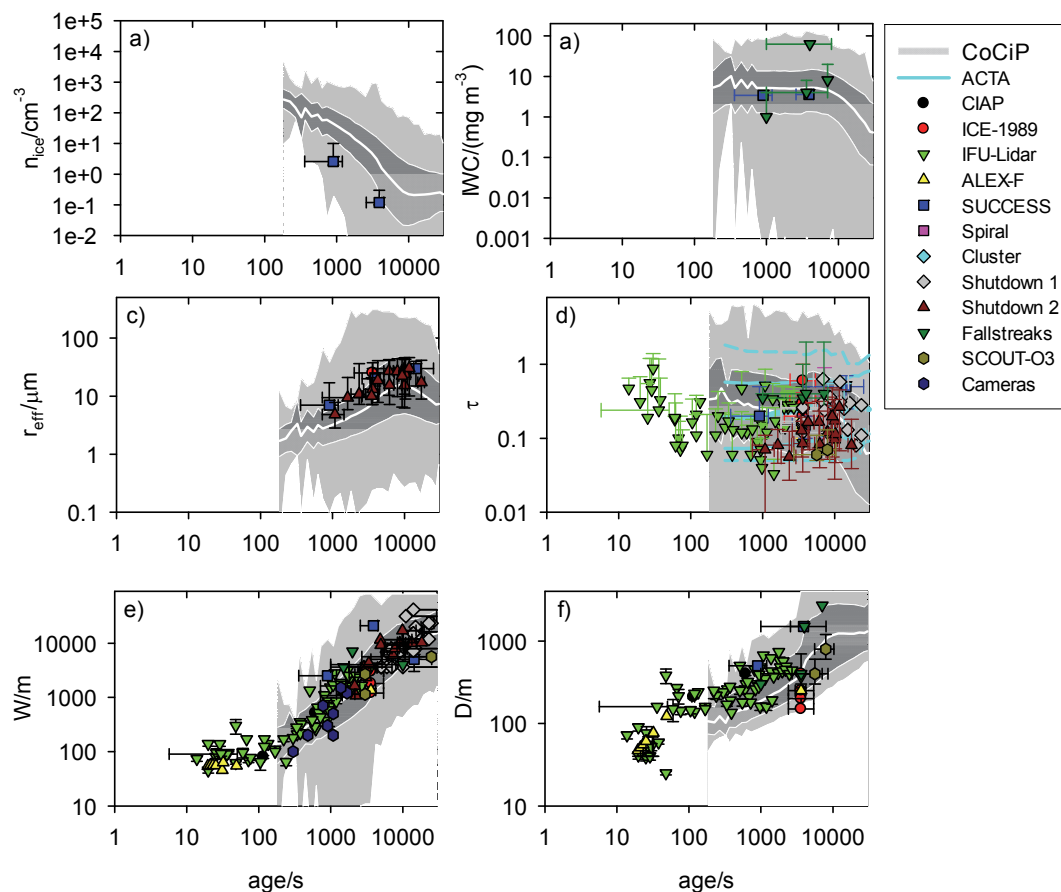 a)
n_ice/cm^-3
1e+5
1e+4
1e+3
1e+2
1e+1
1e+0
1e-1
1e-2
1 10 100 1000 10000
a)
IWC/(mg m^-3)
100
10
1
0.1
0.01
0.001
1 10 100 1000 10000
CoCiP
ACTA
CIAP
ICE-1989
IFU-Lidar
ALEX-F
SUCCESS
Spiral
Cluster
Shutdown 1
Shutdown 2
Fallstreaks
SCOUT-O3
Cameras
c)
r_eff/μm
100
10
1
0.1
1 10 100 1000 10000
d)
τ
1
0.1
0.01
1 10 100 1000 10000
e)
W/m
10000
1000
100
10
1 10 100 1000 10000
age/s
f)
D/m
1000
100
10
1 10 100 1000 10000
age/s